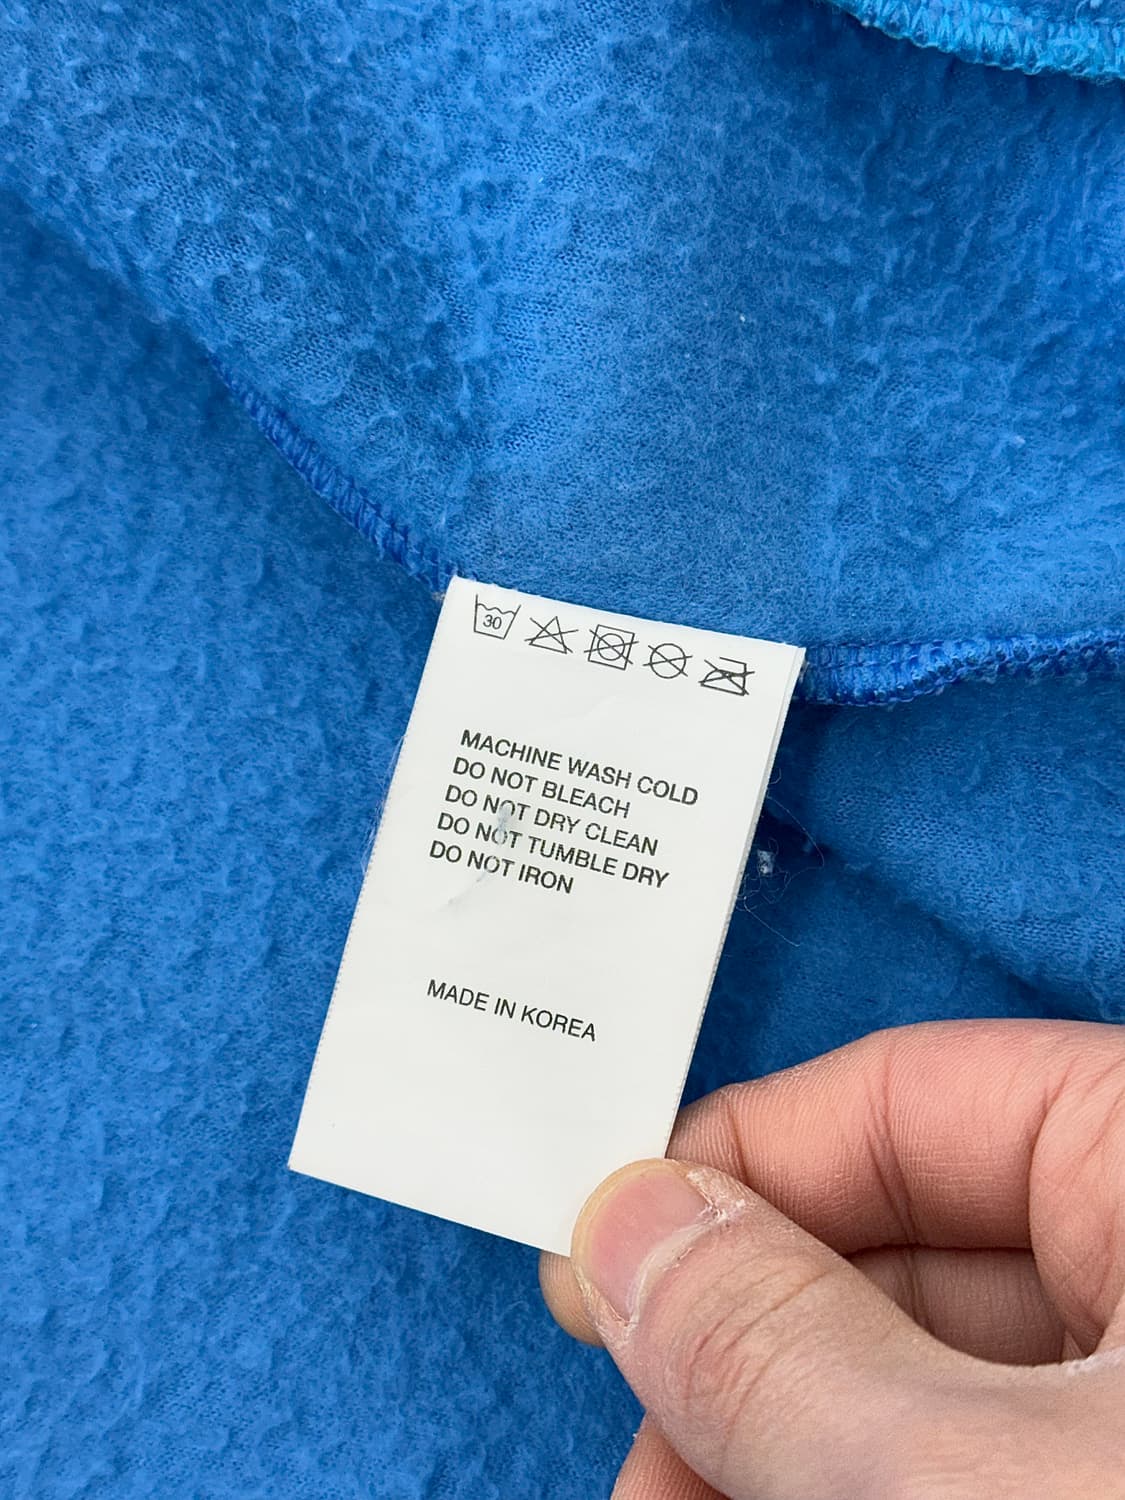 30
MACHINE WASH COLD
DO NOT BLEACH
DO NOT DRY CLEAN
DO NOT TUMBLE DRY
DO NOT IRON
MADE IN KOREA